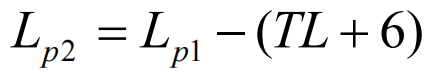 L_{p2} = L_{p1} − (TL + 6)